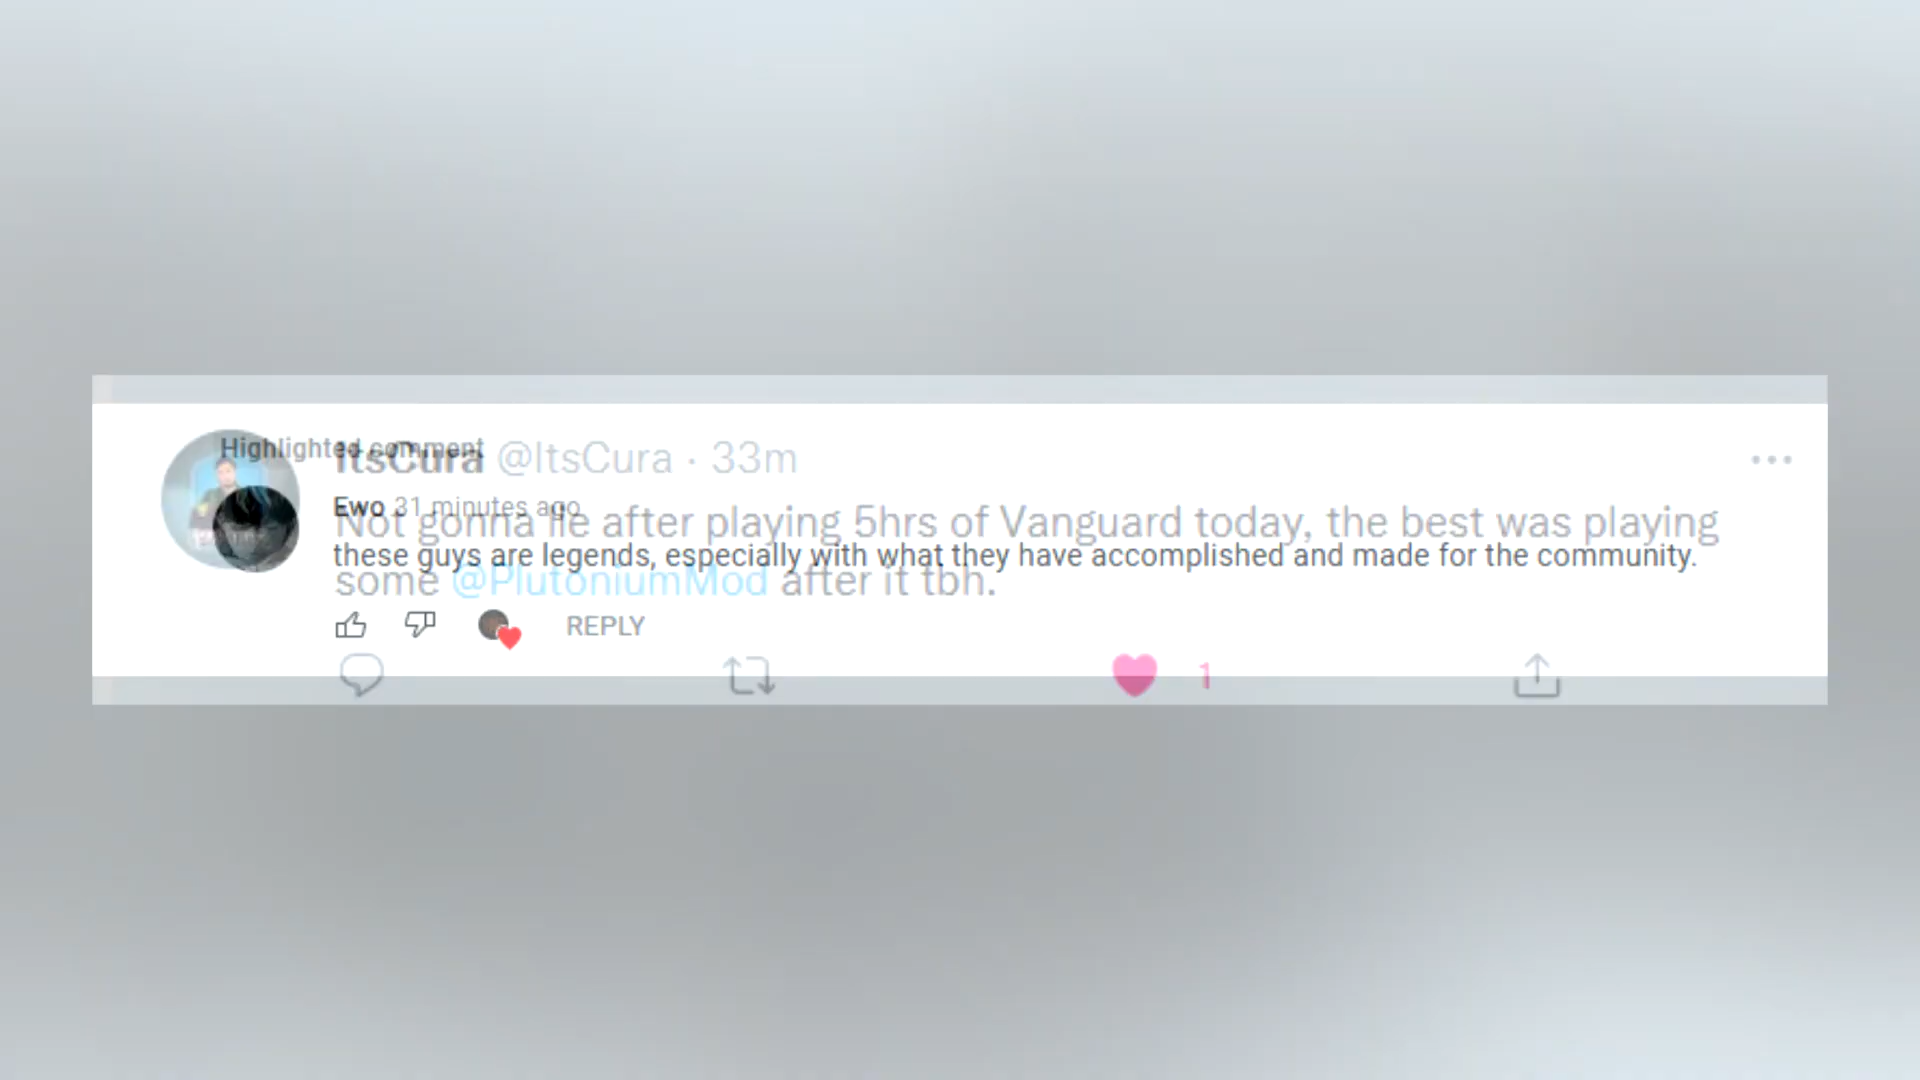 Highlighted comment
ItsCura @ItsCura · 33m
Ewo 31 minutes ago
Not gonna lie after playing 5hrs of Vanguard today, the best was playing
these guys are legends, especially with what they have accomplished and made for the community.
some @PlutoniumMod after it tbh.
REPLY
1